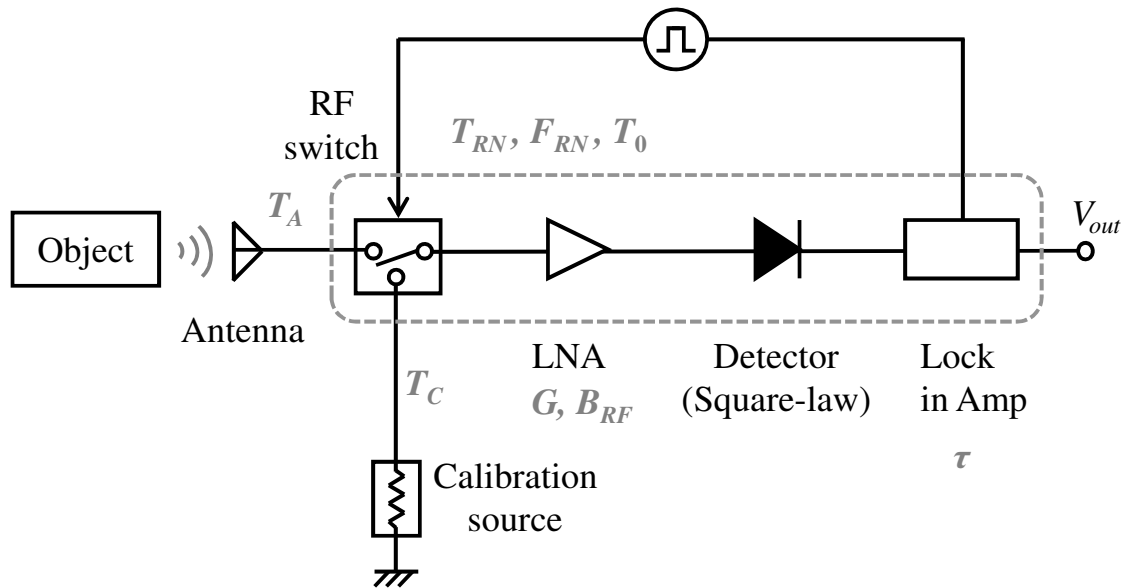 RF
switch
T_RN, F_RN, T_0
T_A
V_out
Object
Antenna
LNA
G, B_RF
Detector
(Square-law)
Lock
in Amp
τ
T_C
Calibration
source